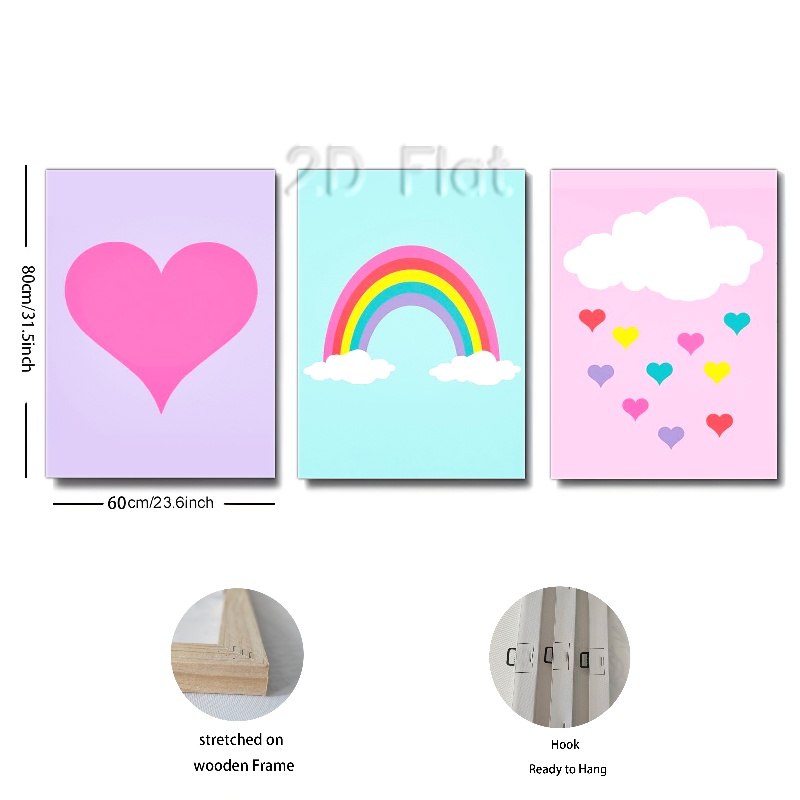 2D Flat
80cm/31.5inch
60cm/23.6inch
stretched on
wooden Frame
Hook
Ready to Hang